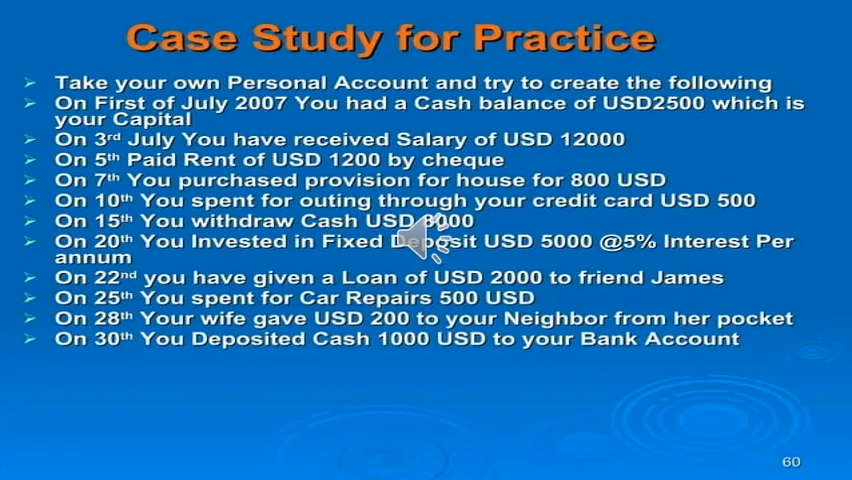 Case Study for Practice
Take your own Personal Account and try to create the following
On First of July 2007 You had a Cash balance of USD2500 which is
your Capital
On 3rd July You have received Salary of USD 12000
On 5th Paid Rent of USD 1200 by cheque
On 7th You purchased provision for house for 800 USD
On 10th You spent for outing through your credit card USD 500
On 15th You withdraw Cash USD
On 20th You Invested in Fixed Deposit USD 5000 @5% Interest Per
annum
On 22nd you have given a Loan of USD 2000 to friend James
On 25th You spent for Car Repairs 500 USD
On 28th Your wife gave USD 200 to your Neighbor from her pocket
On 30th You Deposited Cash 1000 USD to your Bank Account
60